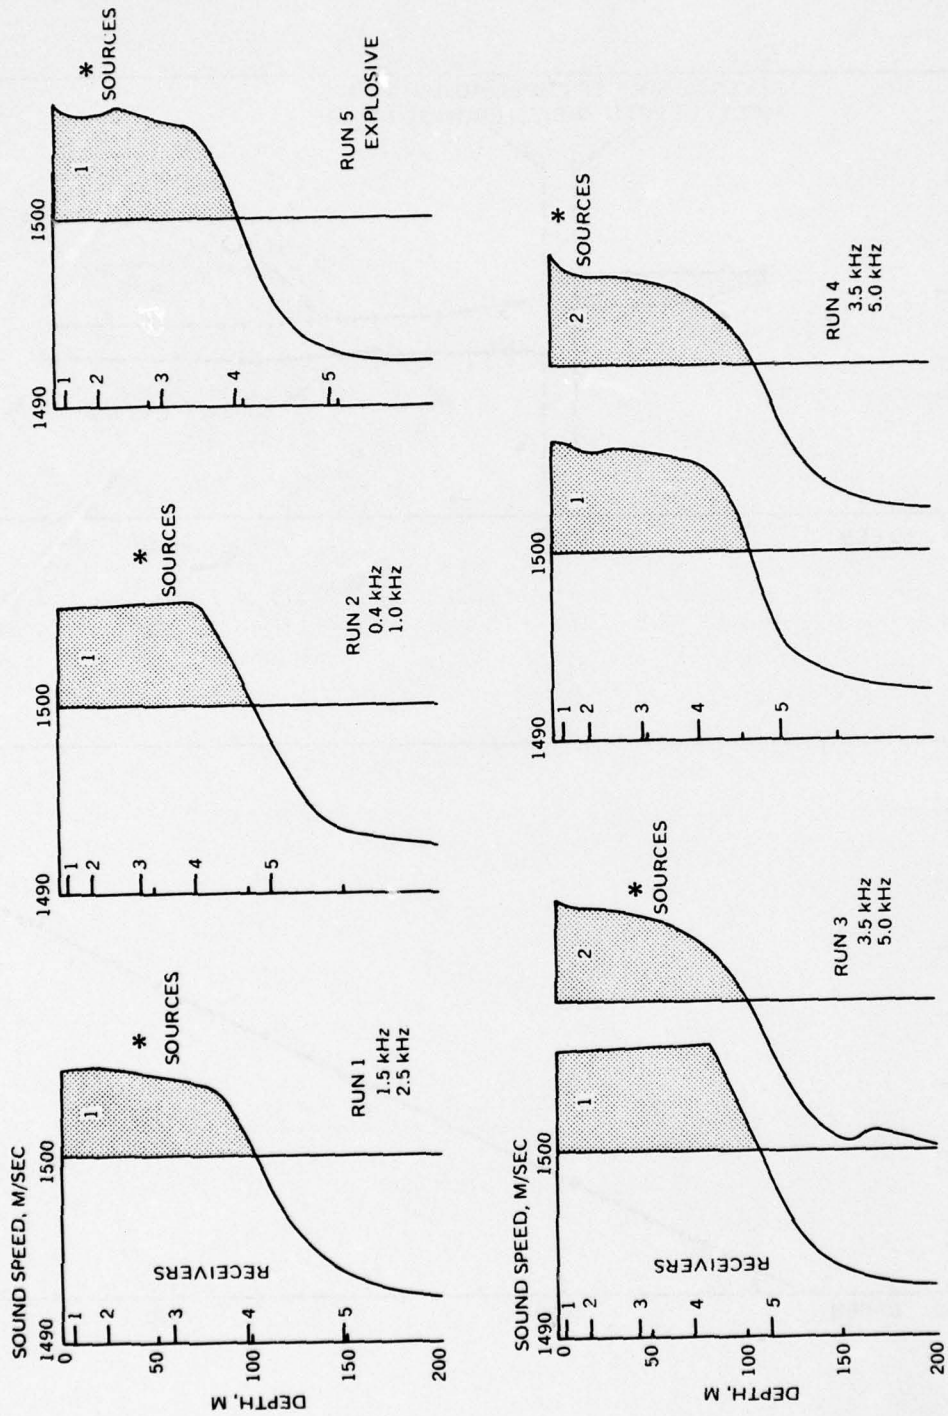 SOUND SPEED, M/SEC
1490
1500
0
50
100
150
200
DEPTH, M
1
2
3
4
5
RECEIVERS
1
*
SOURCES
RUN 1
1.5 kHz
2.5 kHz
1490
1500
1
2
3
4
5
1
*
SOURCES
RUN 2
0.4 kHz
1.0 kHz
1490
1500
1
2
3
4
5
1
*
SOURCES
RUN 5
EXPLOSIVE
SOUND SPEED, M/SEC
1490
1500
0
50
100
150
200
DEPTH, M
1
2
3
4
5
RECEIVERS
1
2
*
SOURCES
RUN 3
3.5 kHz
5.0 kHz
1490
1500
1
2
3
4
5
1
2
*
SOURCES
RUN 4
3.5 kHz
5.0 kHz